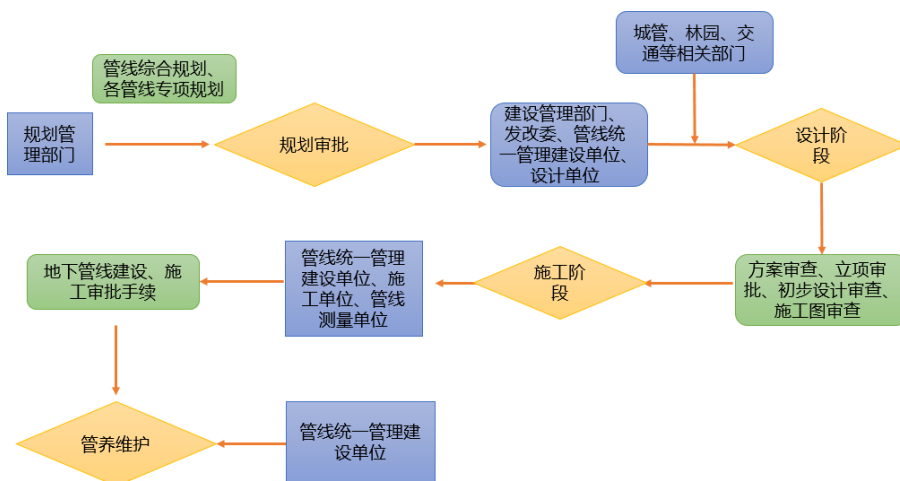 城管、林园、交
通等相关部门
管线综合规划、
各管线专项规划
规划管
理部门
规划审批
建设管理部门、
发改委、管线统
一管理建设单位、
设计单位
设计阶
段
地下管线建设、施
工审批手续
管线统一管理
建设单位、施
工单位、管线
测量单位
施工阶
段
方案审查、立项审
批、初步设计审查、
施工图审查
管养维护
管线统一管理建
设单位